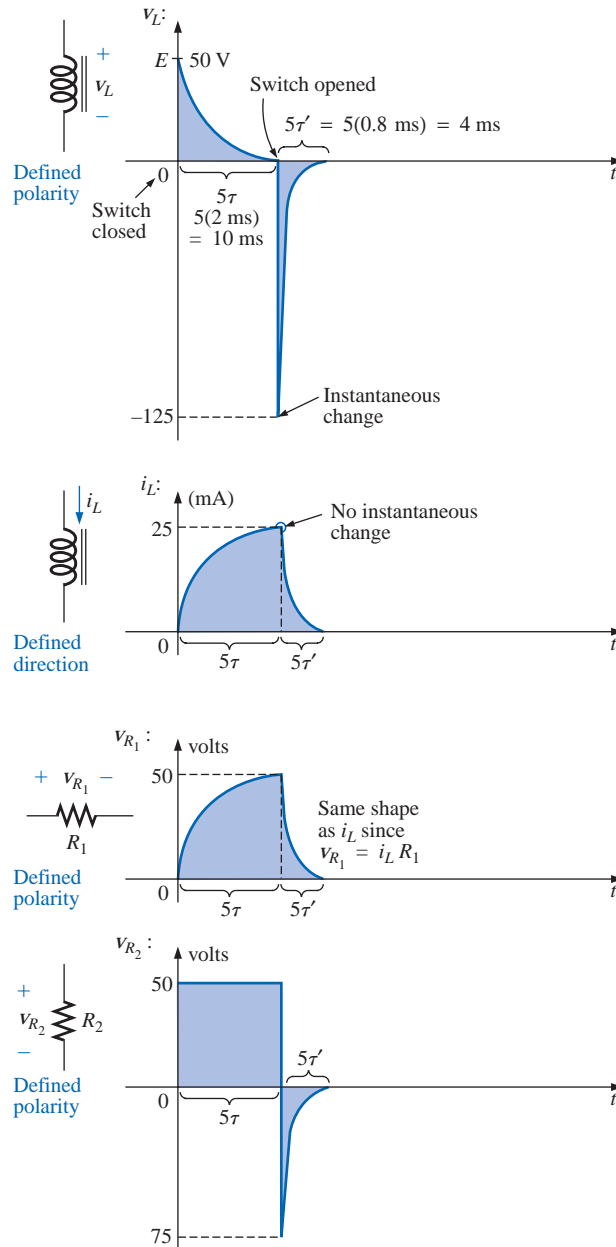 v_L:
+
v_L
−
Defined
polarity
E
50 V
Switch opened
5τ′ = 5(0.8 ms) = 4 ms
0
t
Switch
closed
5τ
5(2 ms)
= 10 ms
Instantaneous
change
–125
i_L:
(mA)
i_L
25
No instantaneous
change
Defined
direction
0
5τ
5τ′
t
v_R1 :
volts
+ v_R1 −
R1
50
Same shape
as i_L since
v_R1 = i_L R1
Defined
polarity
0
5τ
5τ′
t
v_R2 :
volts
50
+
v_R2
R2
−
Defined
polarity
5τ′
0
5τ
t
75